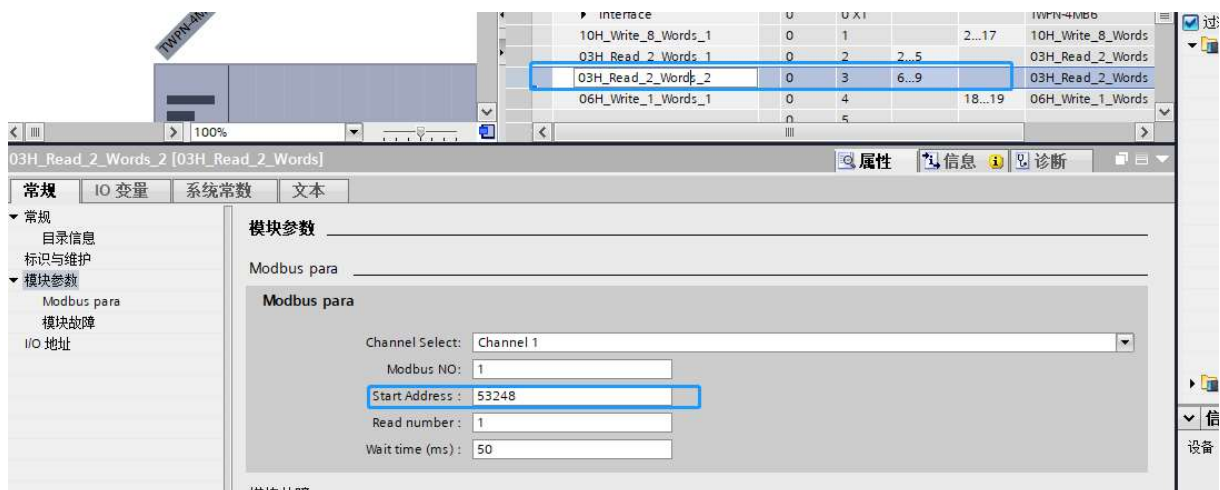 TWPN-4MB
Interface 0 0 X1 TWPN-4MB6
10H_Write_8_Words_1 0 1 2...17 10H_Write_8_Words
03H_Read_2_Words_1 0 2 2...5 03H_Read_2_Words
03H_Read_2_Words_2 0 3 6...9 03H_Read_2_Words
06H_Write_1_Words_1 0 4 18...19 06H_Write_1_Words
0 5
100%
03H_Read_2_Words_2 [03H_Read_2_Words]
属性 信息 诊断
常规 IO 变量 系统常数 文本
常规
目录信息
标识与维护
模块参数
Modbus para
模块故障
I/O 地址
模块参数
Modbus para
Modbus para
Channel Select: Channel 1
Modbus NO: 1
Start Address : 53248
Read number : 1
Wait time (ms) : 50
设备